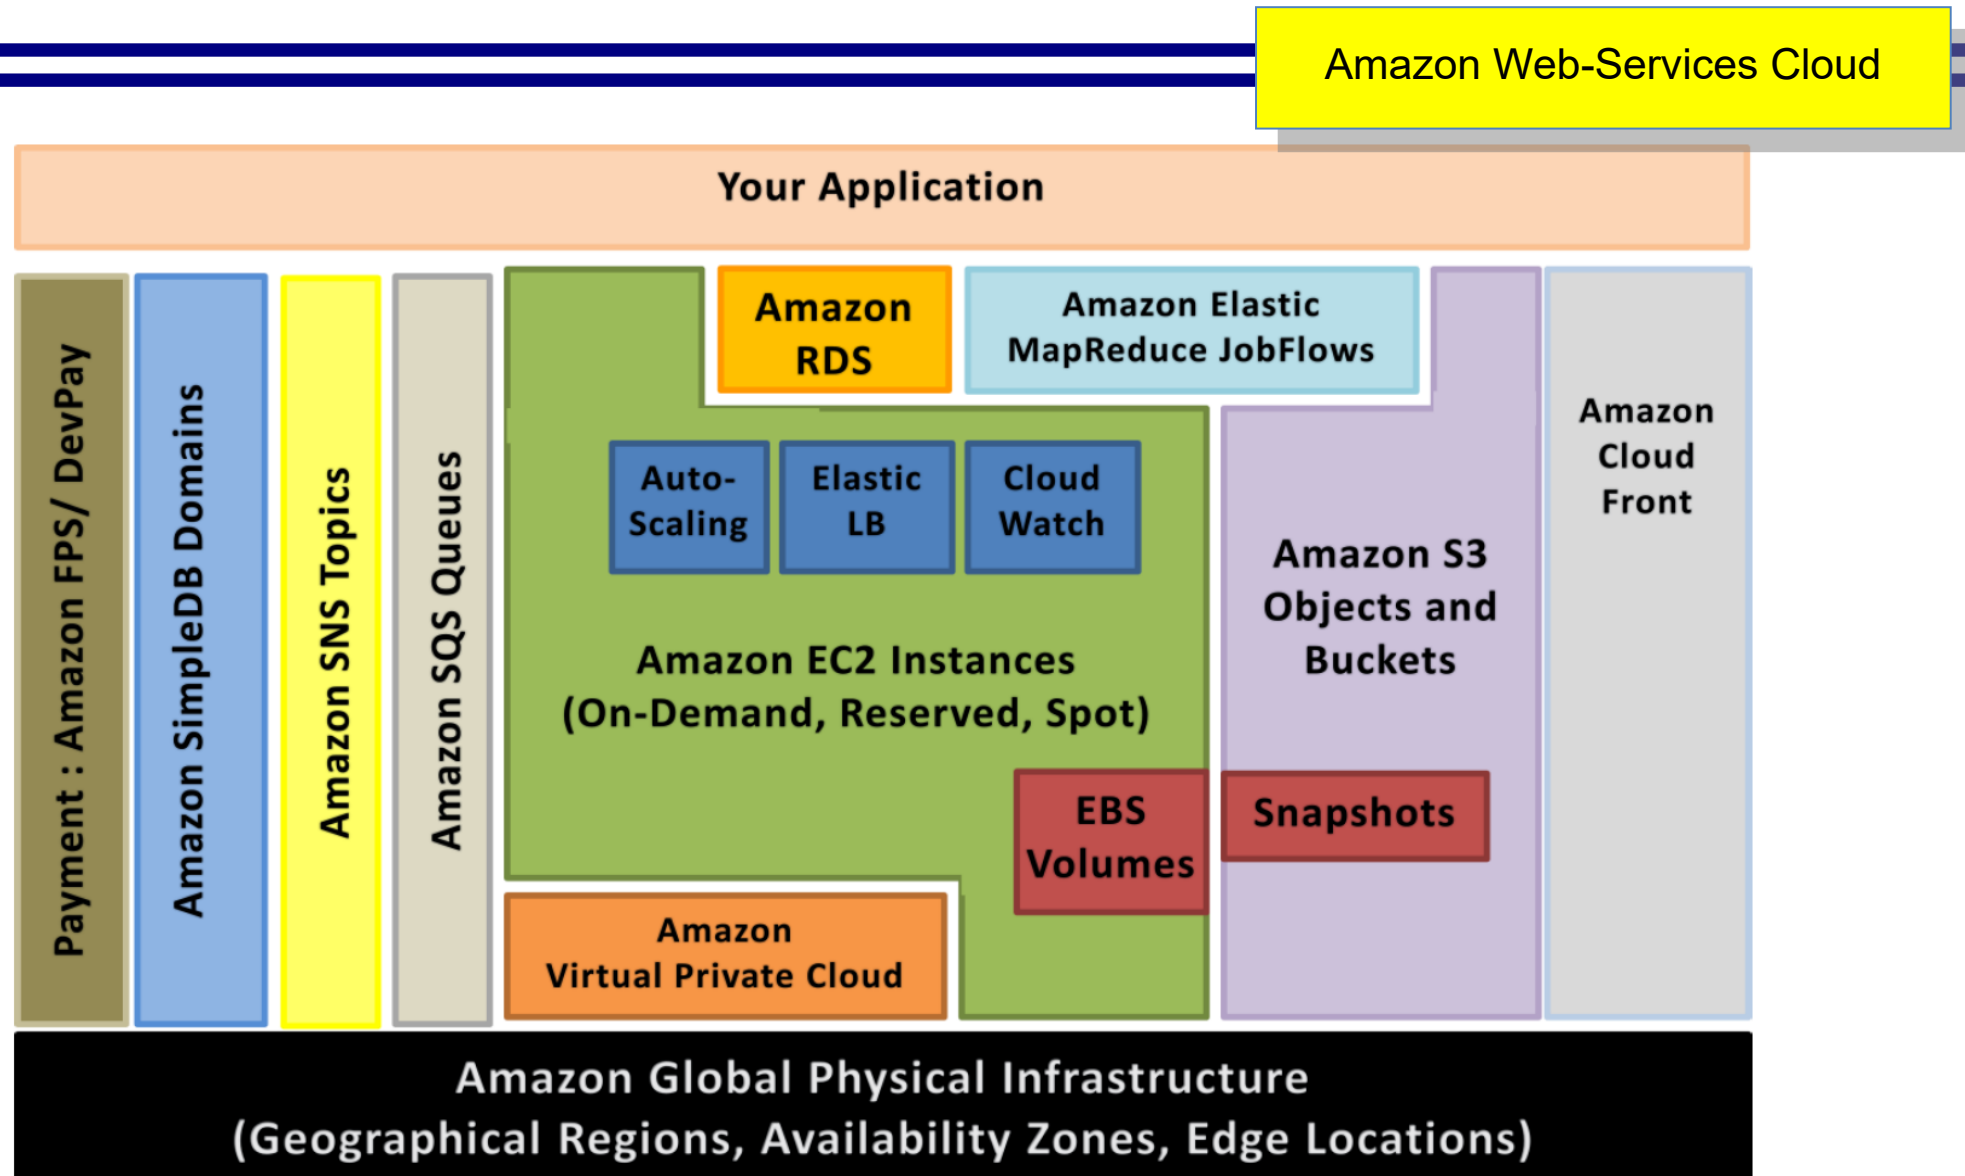 Amazon Web-Services Cloud
Your Application
Payment : Amazon FPS/ DevPay
Amazon SimpleDB Domains
Amazon SNS Topics
Amazon SQS Queues
Amazon
RDS
Amazon Elastic
MapReduce JobFlows
Auto-
Scaling
Elastic
LB
Cloud
Watch
Amazon EC2 Instances
(On-Demand, Reserved, Spot)
EBS
Volumes
Amazon
Virtual Private Cloud
Amazon S3
Objects and
Buckets
Snapshots
Amazon
Cloud
Front
Amazon Global Physical Infrastructure
(Geographical Regions, Availability Zones, Edge Locations)